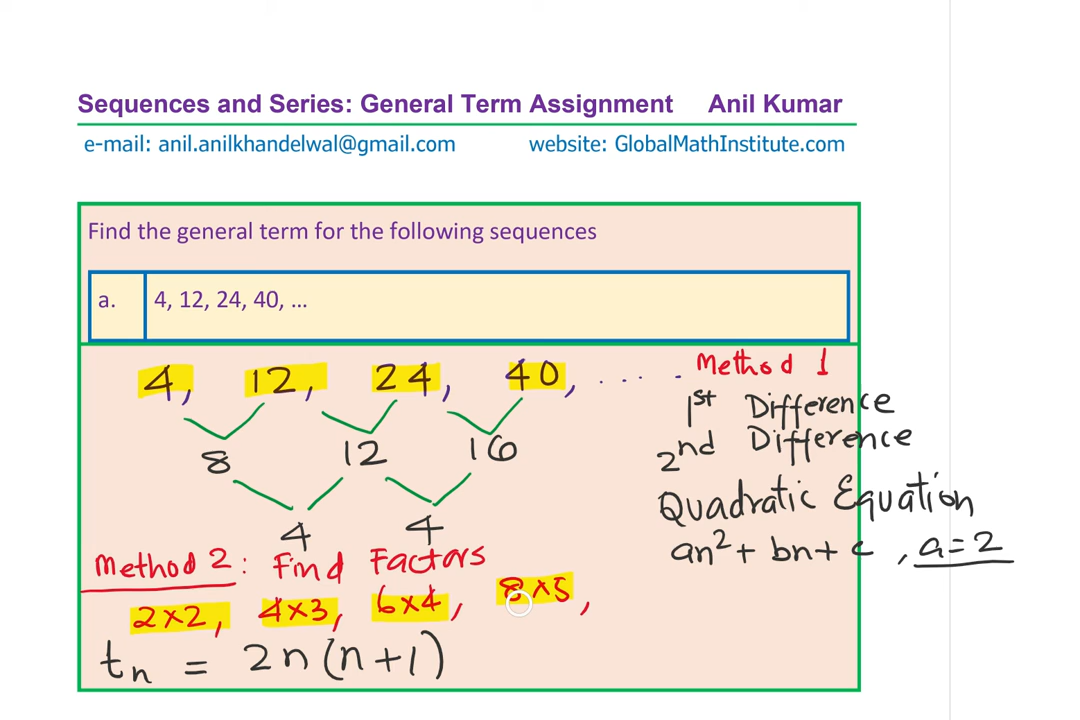 Sequences and Series: General Term Assignment Anil Kumar
e-mail: anil.anilkhandelwal@gmail.com website: GlobalMathInstitute.com
Find the general term for the following sequences
a. 4, 12, 24, 40, ...
4, 12, 24, 40, .....
8 12 16
4 4
Method 1
1st Difference
2nd Difference
Quadratic Equation
an² + bn + c , a = 2
Method 2: Find Factors
2×2, 4×3, 6×4, 8×5,
tn = 2n(n+1)